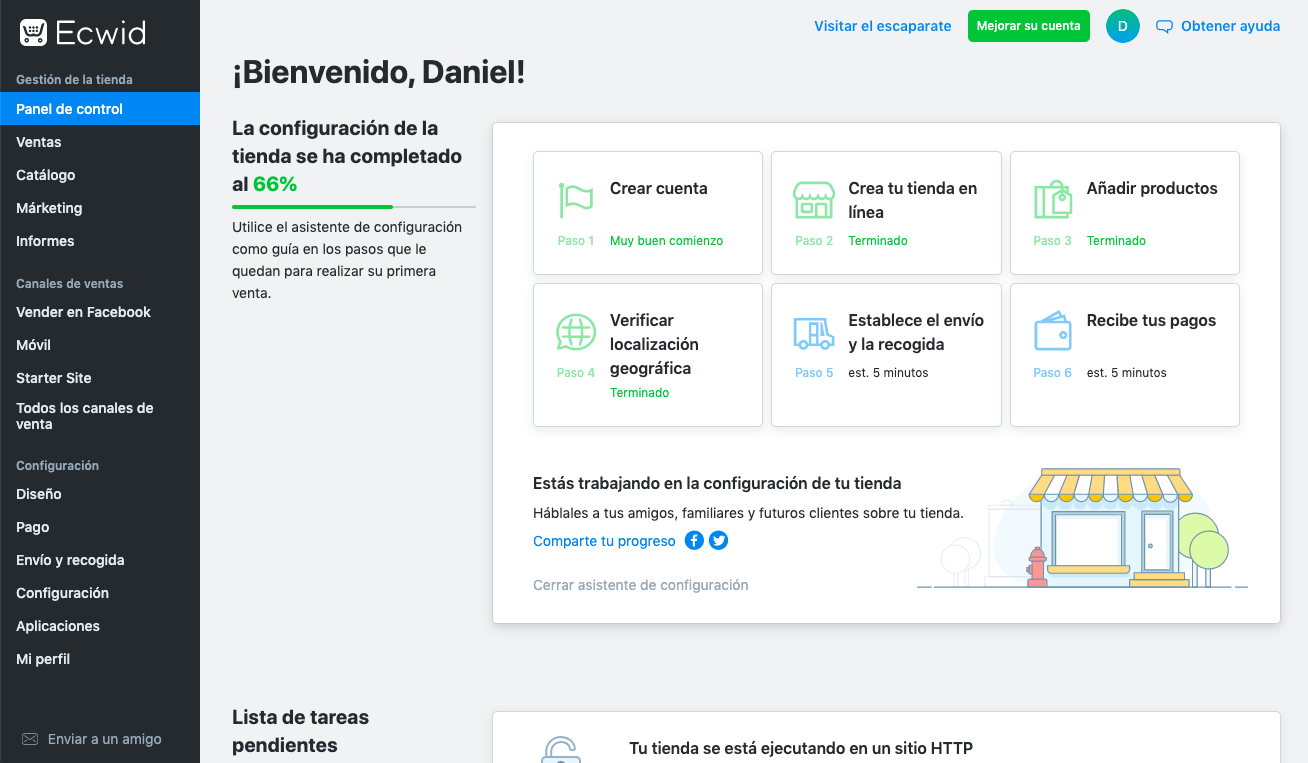 Ecwid
Gestión de la tienda
Panel de control
Ventas
Catálogo
Márketing
Informes
Canales de ventas
Vender en Facebook
Móvil
Starter Site
Todos los canales de
venta
Configuración
Diseño
Pago
Envío y recogida
Configuración
Aplicaciones
Mi perfil
Enviar a un amigo
Visitar el escaparate
Mejorar su cuenta
D
Obtener ayuda
¡Bienvenido, Daniel!
La configuración de la
tienda se ha completado
al 66%
Utilice el asistente de configuración
como guía en los pasos que le
quedan para realizar su primera
venta.
Crear cuenta
Paso 1
Muy buen comienzo
Crea tu tienda en
línea
Paso 2
Terminado
Añadir productos
Paso 3
Terminado
Verificar
localización
geográfica
Paso 4
Terminado
Establece el envío
y la recogida
Paso 5
est. 5 minutos
Recibe tus pagos
Paso 6
est. 5 minutos
Estás trabajando en la configuración de tu tienda
Háblales a tus amigos, familiares y futuros clientes sobre tu tienda.
Comparte tu progreso
Cerrar asistente de configuración
Lista de tareas
pendientes
Tu tienda se está ejecutando en un sitio HTTP